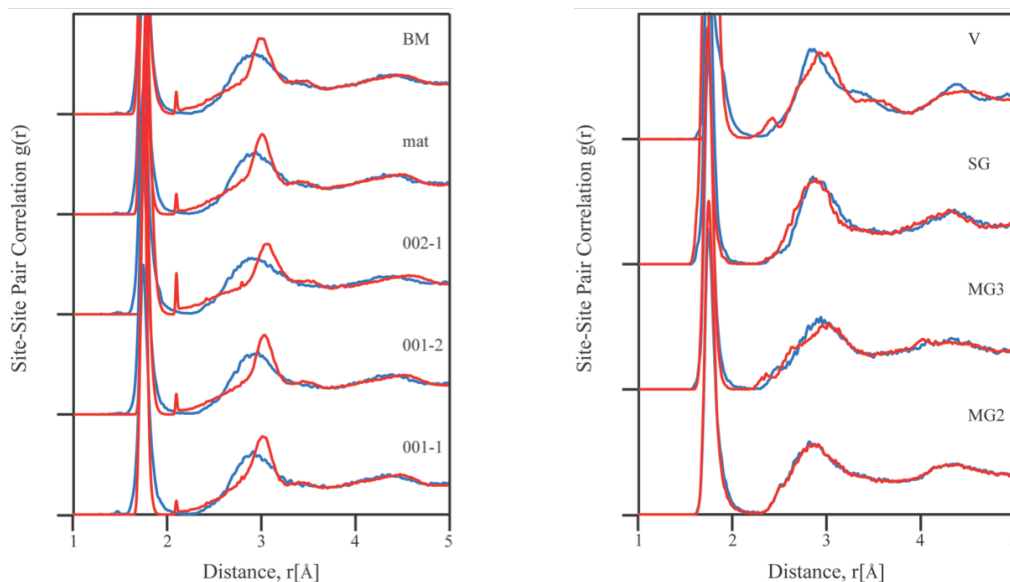 Site-Site Pair Correlation g(r)
BM
mat
002-1
001-2
001-1
1 2 3 4 5
Distance, r[Å]
Site-Site Pair Correlation g(r)
V
SG
MG3
MG2
1 2 3 4
Distance, r[Å]